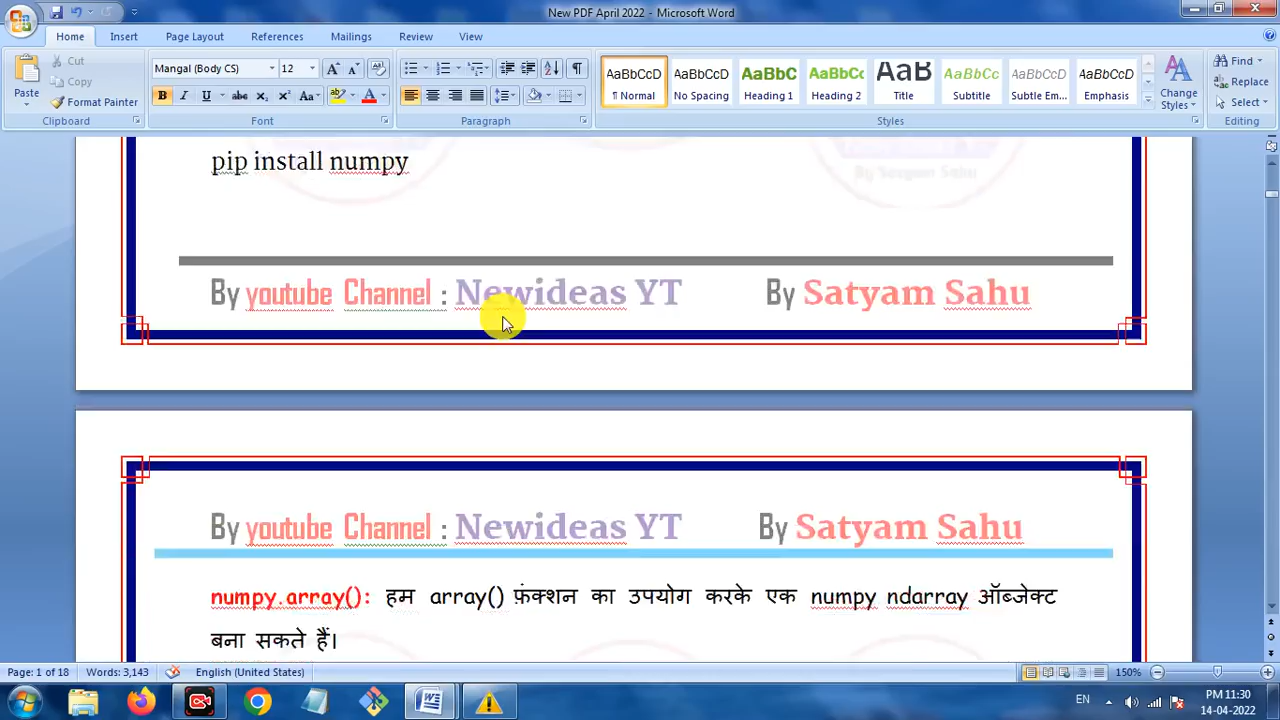 New PDF April 2022 - Microsoft Word
Home Insert Page Layout References Mailings Review View
Paste
Cut
Copy
Format Painter
Clipboard
Mangal (Body CS) 12
Font
Paragraph
AaBbCcD AaBbCcD AaBbC AaBbCc AaB AaBbCc AaBbCcD AaBbCcD
¶ Normal No Spacing Heading 1 Heading 2 Title Subtitle Subtle Em... Emphasis
Change Styles
Styles
Find
Replace
Select
Editing
pip install numpy
By Satyam Sahu
By youtube Channel : Newideas YT By Satyam Sahu
By youtube Channel : Newideas YT By Satyam Sahu
numpy.array(): हम array() फ़ंक्शन का उपयोग करके एक numpy ndarray ऑब्जेक्ट
बना सकते हैं।
Page: 1 of 18 Words: 3,143 English (United States) 150%
EN PM 11:30
14-04-2022